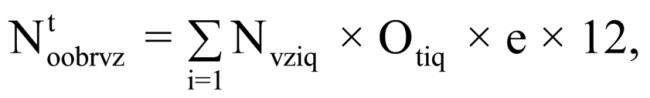 N^t_oobrvz = ∑_{i=1} N_vziq × O_tiq × e × 12,